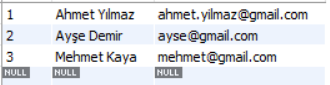 1 Ahmet Yılmaz ahmet.yilmaz@gmail.com
2 Ayşe Demir ayse@gmail.com
3 Mehmet Kaya mehmet@gmail.com
NULL NULL NULL